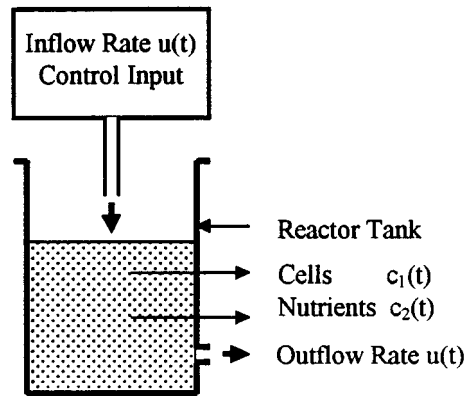 Inflow Rate u(t)
Control Input
Reactor Tank
Cells c₁(t)
Nutrients c₂(t)
Outflow Rate u(t)